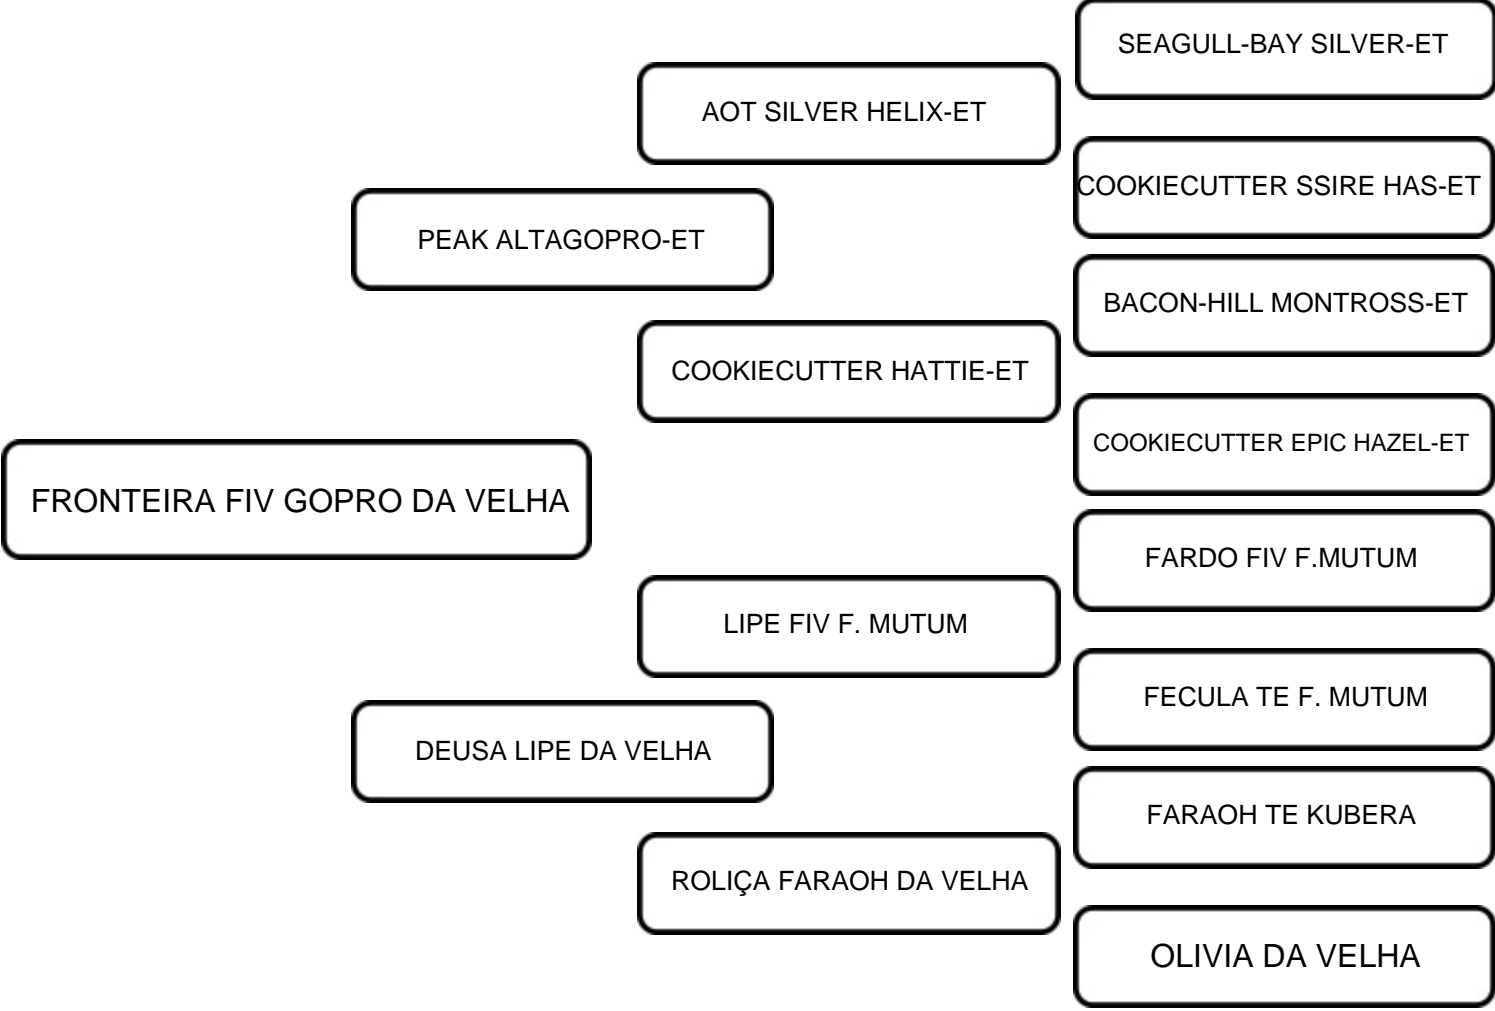 SEAGULL-BAY SILVER-ET
AOT SILVER HELIX-ET
COOKIECUTTER SSIRE HAS-ET
PEAK ALTAGOPRO-ET
BACON-HILL MONTROSS-ET
COOKIECUTTER HATTIE-ET
COOKIECUTTER EPIC HAZEL-ET
FRONTEIRA FIV GOPRO DA VELHA
FARDO FIV F.MUTUM
LIPE FIV F. MUTUM
FECULA TE F. MUTUM
DEUSA LIPE DA VELHA
FARAOH TE KUBERA
ROLIÇA FARAOH DA VELHA
OLIVIA DA VELHA